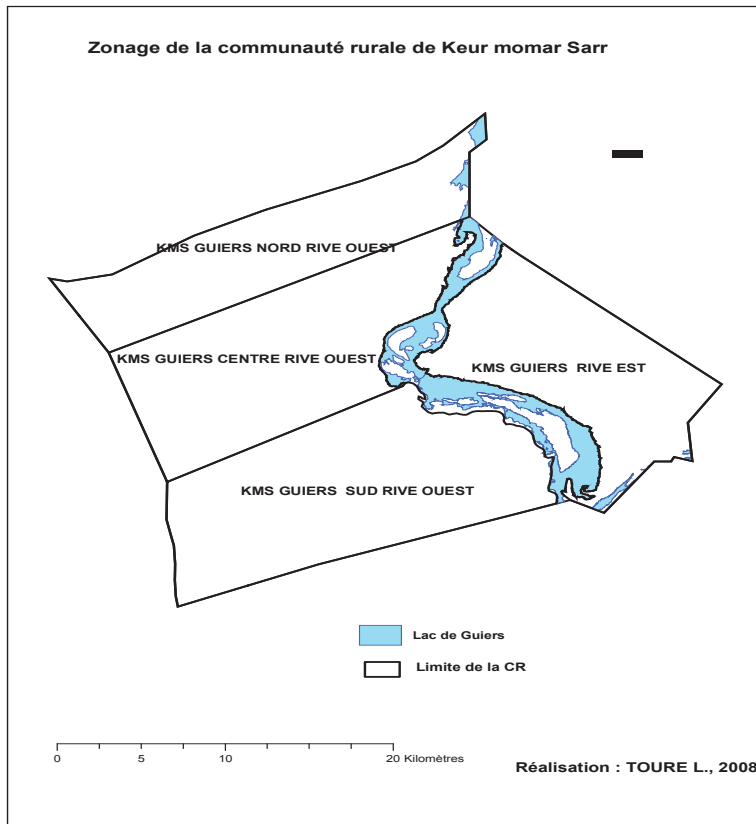 Zonage de la communauté rurale de Keur momar Sarr
KMS GUIERS NORD RIVE OUEST
KMS GUIERS CENTRE RIVE OUEST
KMS GUIERS RIVE EST
KMS GUIERS SUD RIVE OUEST
Lac de Guiers
Limite de la CR
0 5 10 20 Kilomètres
Réalisation : TOURE L., 2008